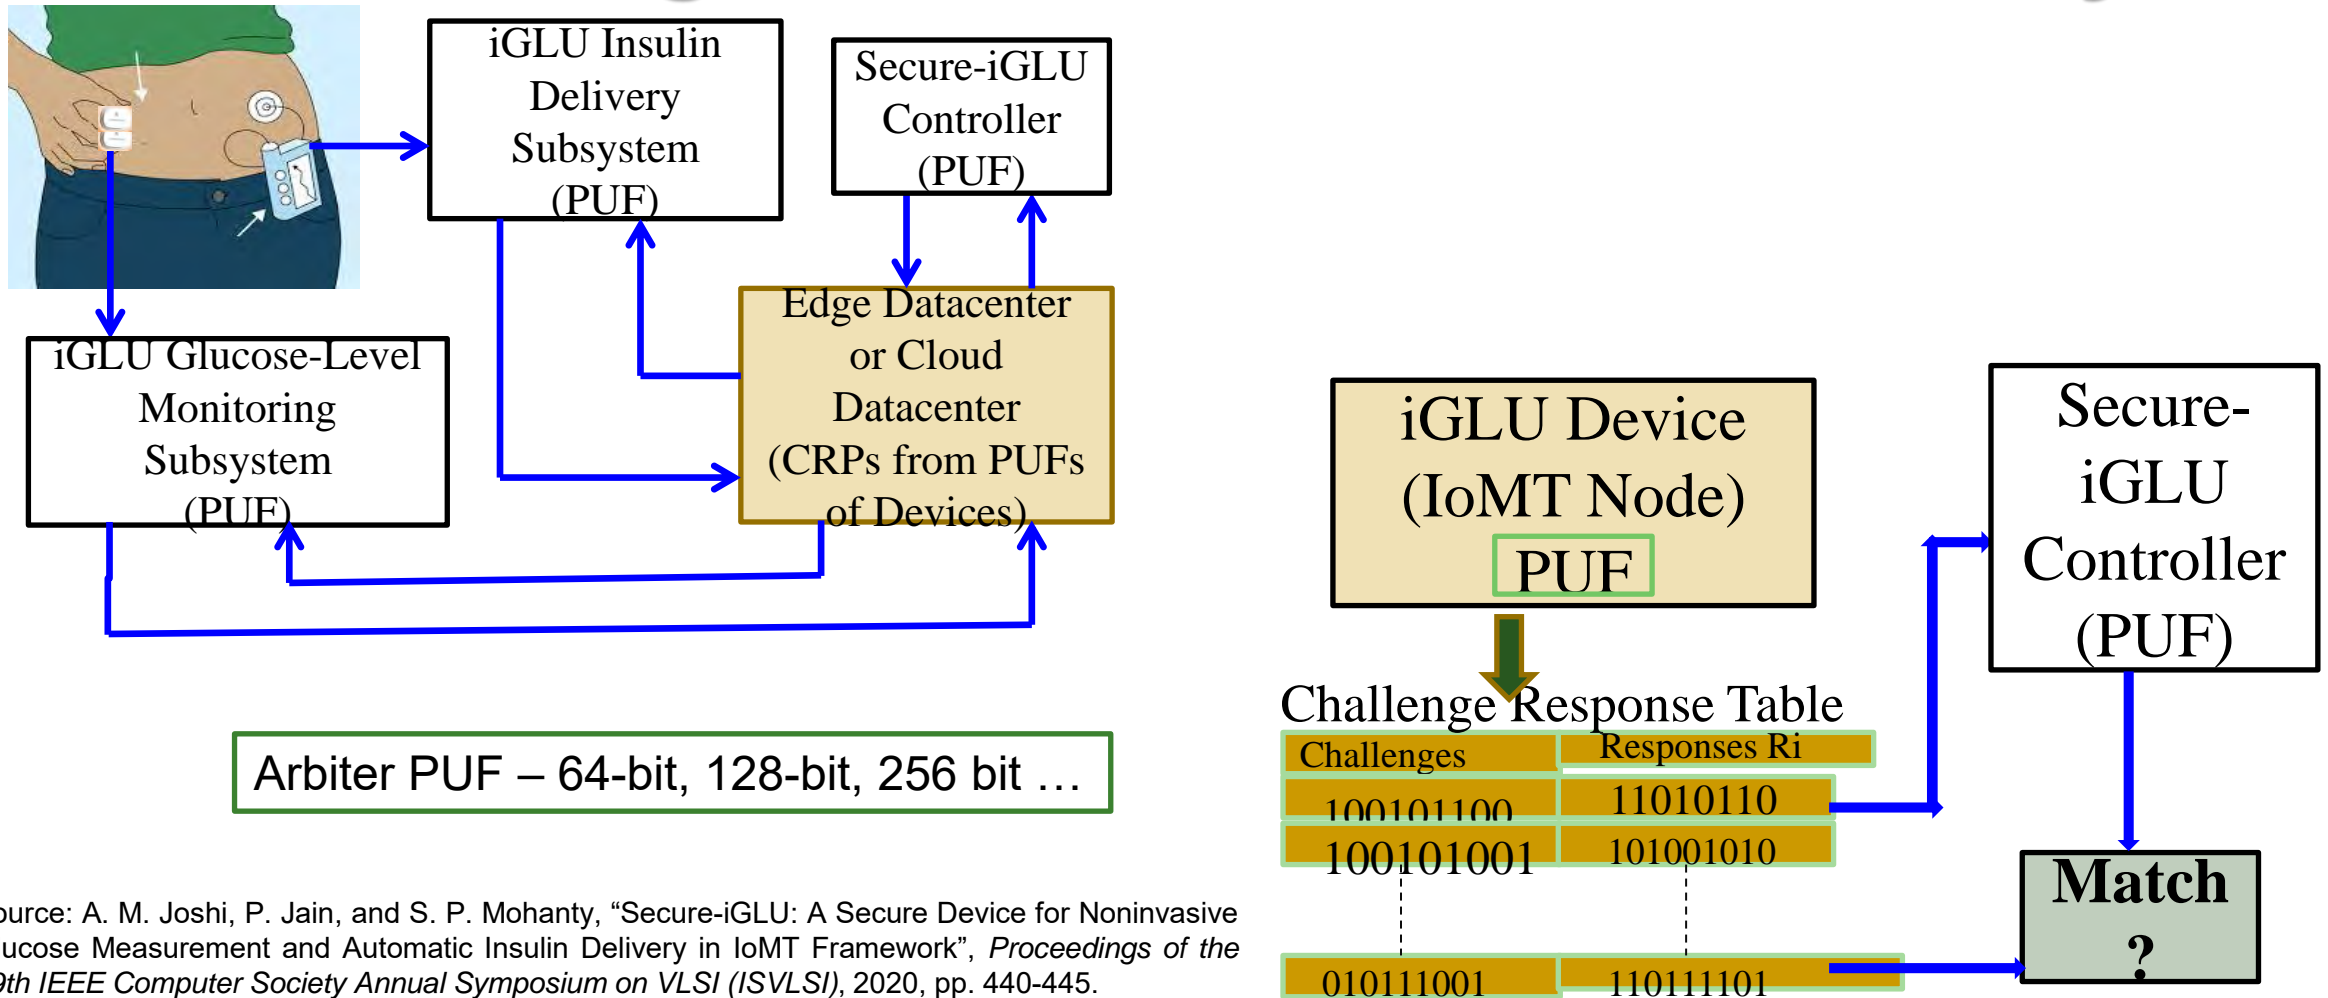 iGLU Insulin
Delivery
Subsystem
(PUF)
Secure-iGLU
Controller
(PUF)
iGLU Glucose-Level
Monitoring
Subsystem
(PUF)
Edge Datacenter
or Cloud
Datacenter
(CRPs from PUFs
of Devices)
Arbiter PUF – 64-bit, 128-bit, 256 bit …
iGLU Device
(IoMT Node)
PUF
Secure-
iGLU
Controller
(PUF)
Challenge Response Table
Challenges Responses Ri
100101100 11010110
100101001 101001010
010111001 110111101
Match
?
ource: A. M. Joshi, P. Jain, and S. P. Mohanty, “Secure-iGLU: A Secure Device for Noninvasive
lucose Measurement and Automatic Insulin Delivery in IoMT Framework”, Proceedings of the
9th IEEE Computer Society Annual Symposium on VLSI (ISVLSI), 2020, pp. 440-445.